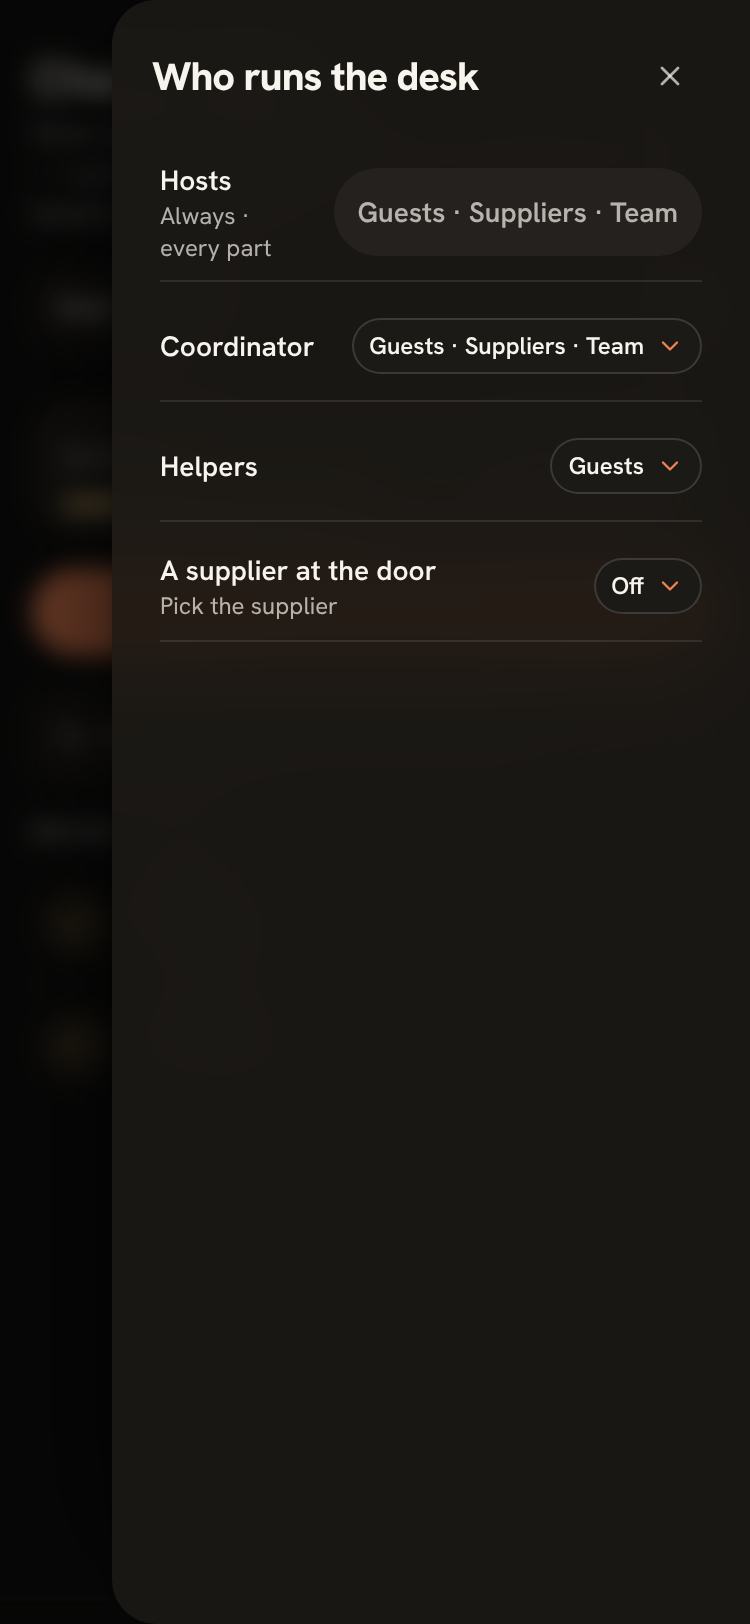 Who runs the desk
Hosts
Always ·
every part
Guests · Suppliers · Team
Coordinator
Guests · Suppliers · Team
Helpers
Guests
A supplier at the door
Pick the supplier
Off